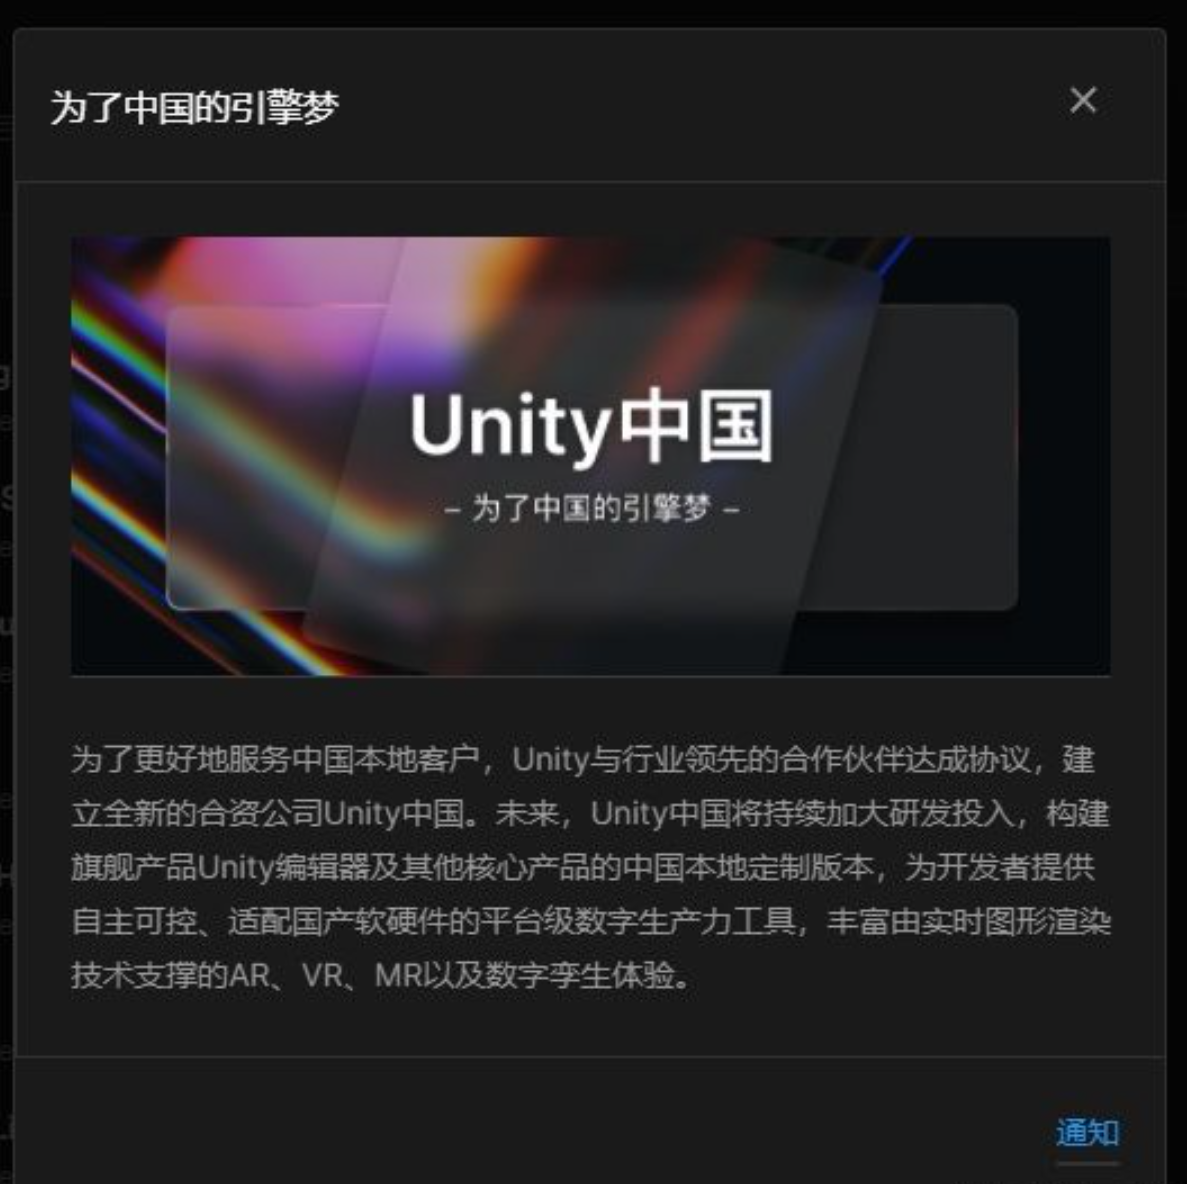 为了中国的引擎梦
Unity中国
– 为了中国的引擎梦 –
为了更好地服务中国本地客户，Unity与行业领先的合作伙伴达成协议，建
立全新的合资公司Unity中国。未来，Unity中国将持续加大研发投入，构建
旗舰产品Unity编辑器及其他核心产品的中国本地定制版本，为开发者提供
自主可控、适配国产软硬件的平台级数字生产力工具，丰富由实时图形渲染
技术支撑的AR、VR、MR以及数字孪生体验。
通知